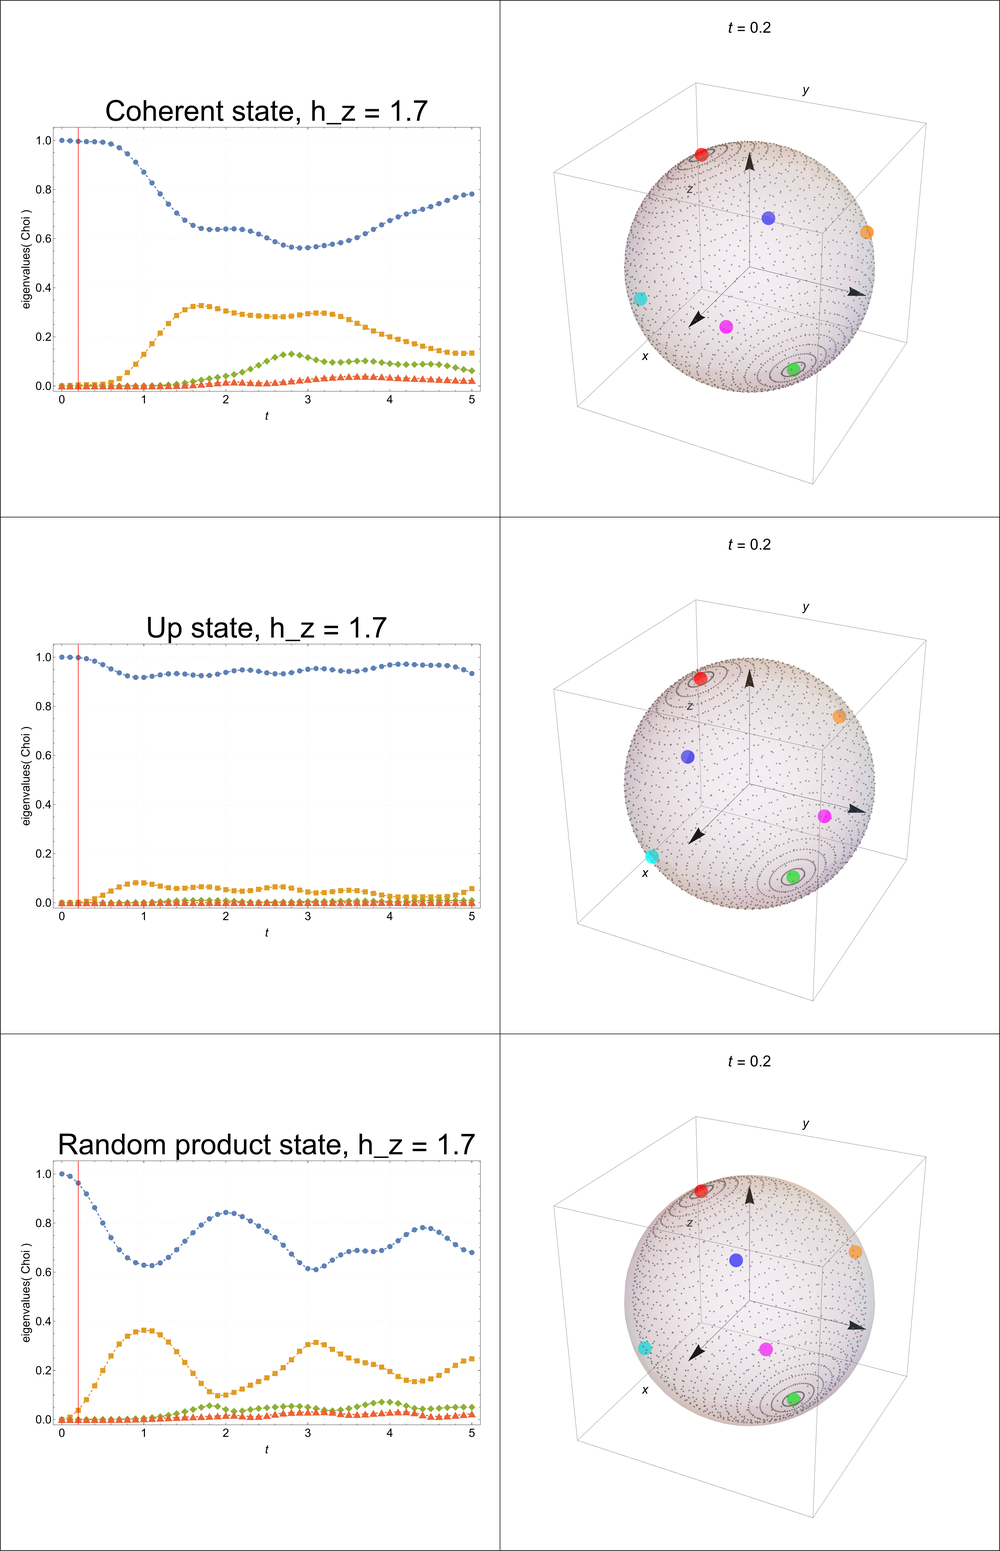 Coherent state, h_z = 1.7
eigenvalues( Choi )
1.0
0.8
0.6
0.4
0.2
0.0
0 1 2 3 4 5
t
t = 0.2
y
z
x
Up state, h_z = 1.7
eigenvalues( Choi )
1.0
0.8
0.6
0.4
0.2
0.0
0 1 2 3 4 5
t
t = 0.2
y
z
x
Random product state, h_z = 1.7
eigenvalues( Choi )
1.0
0.8
0.6
0.4
0.2
0.0
0 1 2 3 4 5
t
t = 0.2
y
z
x